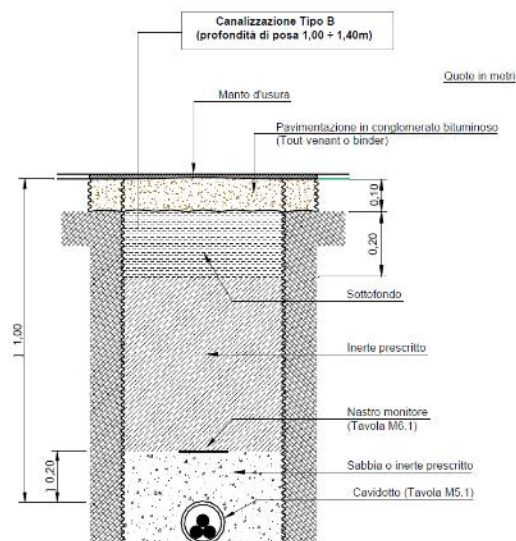 Canalizzazione Tipo B
(profondità di posa 1,00 ÷ 1,40m)
Quote in metri
Manto d'usura
Pavimentazione in conglomerato bituminoso
(Tout venant o binder)
0,10
0,20
Sottofondo
] 1,00
Inerte prescritto
Nastro monitore
(Tavola M6.1)
] 0,20
Sabbia o inerte prescritto
Cavidotto (Tavola M5.1)